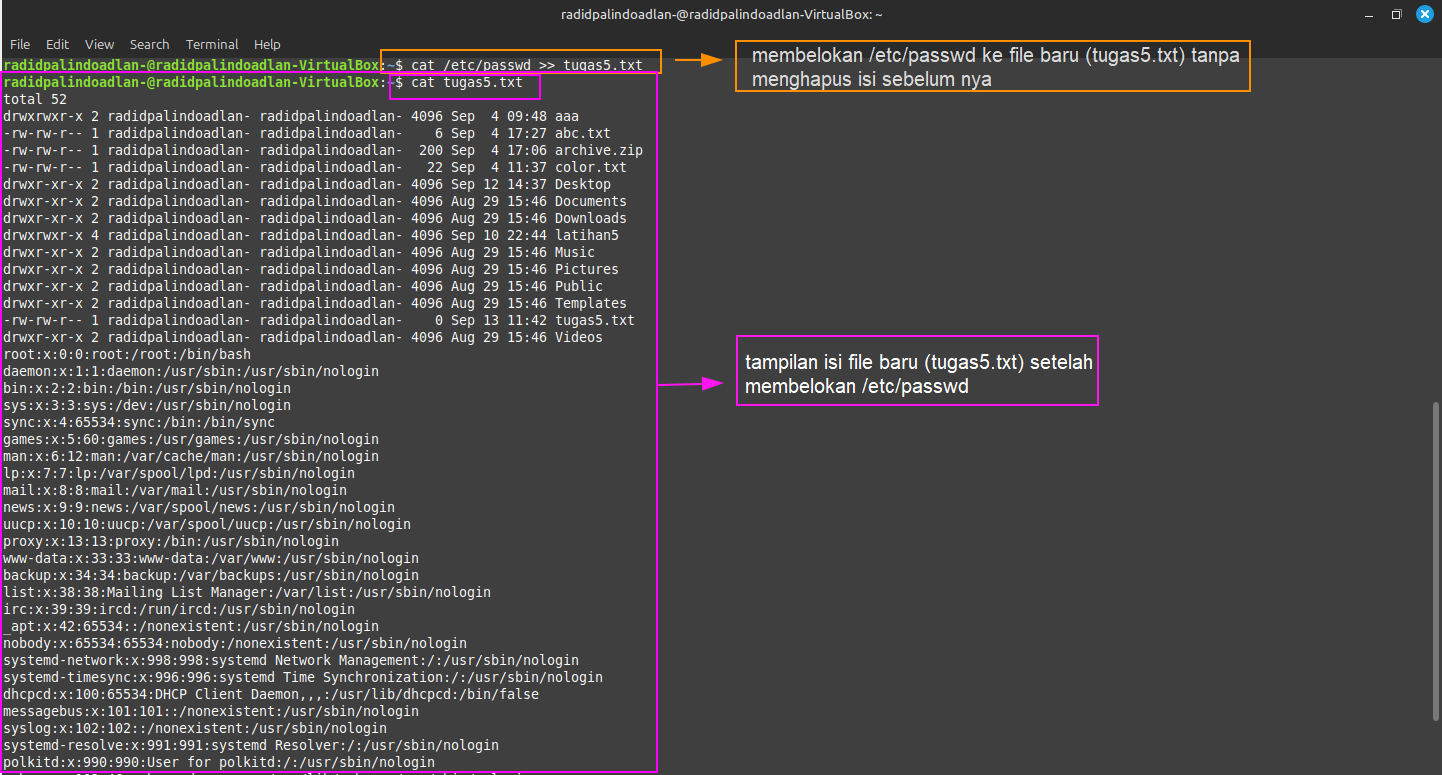 radidpalindoadlan-@radidpalindoadlan-VirtualBox: ~
File Edit View Search Terminal Help
radidpalindoadlan-@radidpalindoadlan-VirtualBox:~$ cat /etc/passwd >> tugas5.txt
membelokan /etc/passwd ke file baru (tugas5.txt) tanpa
menghapus isi sebelum nya
radidpalindoadlan-@radidpalindoadlan-VirtualBox:~$ cat tugas5.txt
total 52
drwxrwxr-x 2 radidpalindoadlan- radidpalindoadlan- 4096 Sep  4 09:48 aaa
-rw-rw-r-- 1 radidpalindoadlan- radidpalindoadlan-    6 Sep  4 17:27 abc.txt
-rw-rw-r-- 1 radidpalindoadlan- radidpalindoadlan-  200 Sep  4 17:06 archive.zip
-rw-rw-r-- 1 radidpalindoadlan- radidpalindoadlan-   22 Sep  4 11:37 color.txt
drwxr-xr-x 2 radidpalindoadlan- radidpalindoadlan- 4096 Sep 12 14:37 Desktop
drwxr-xr-x 2 radidpalindoadlan- radidpalindoadlan- 4096 Aug 29 15:46 Documents
drwxr-xr-x 2 radidpalindoadlan- radidpalindoadlan- 4096 Aug 29 15:46 Downloads
drwxrwxr-x 4 radidpalindoadlan- radidpalindoadlan- 4096 Sep 10 22:44 latihan5
drwxr-xr-x 2 radidpalindoadlan- radidpalindoadlan- 4096 Aug 29 15:46 Music
drwxr-xr-x 2 radidpalindoadlan- radidpalindoadlan- 4096 Aug 29 15:46 Pictures
drwxr-xr-x 2 radidpalindoadlan- radidpalindoadlan- 4096 Aug 29 15:46 Public
drwxr-xr-x 2 radidpalindoadlan- radidpalindoadlan- 4096 Aug 29 15:46 Templates
-rw-rw-r-- 1 radidpalindoadlan- radidpalindoadlan-    0 Sep 13 11:42 tugas5.txt
drwxr-xr-x 2 radidpalindoadlan- radidpalindoadlan- 4096 Aug 29 15:46 Videos
root:x:0:0:root:/root:/bin/bash
daemon:x:1:1:daemon:/usr/sbin:/usr/sbin/nologin
bin:x:2:2:bin:/bin:/usr/sbin/nologin
sys:x:3:3:sys:/dev:/usr/sbin/nologin
sync:x:4:65534:sync:/bin:/bin/sync
games:x:5:60:games:/usr/games:/usr/sbin/nologin
man:x:6:12:man:/var/cache/man:/usr/sbin/nologin
lp:x:7:7:lp:/var/spool/lpd:/usr/sbin/nologin
mail:x:8:8:mail:/var/mail:/usr/sbin/nologin
news:x:9:9:news:/var/spool/news:/usr/sbin/nologin
uucp:x:10:10:uucp:/var/spool/uucp:/usr/sbin/nologin
proxy:x:13:13:proxy:/bin:/usr/sbin/nologin
www-data:x:33:33:www-data:/var/www:/usr/sbin/nologin
backup:x:34:34:backup:/var/backups:/usr/sbin/nologin
list:x:38:38:Mailing List Manager:/var/list:/usr/sbin/nologin
irc:x:39:39:ircd:/run/ircd:/usr/sbin/nologin
_apt:x:42:65534::/nonexistent:/usr/sbin/nologin
nobody:x:65534:65534:nobody:/nonexistent:/usr/sbin/nologin
systemd-network:x:998:998:systemd Network Management:/:/usr/sbin/nologin
systemd-timesync:x:996:996:systemd Time Synchronization:/:/usr/sbin/nologin
dhcpcd:x:100:65534:DHCP Client Daemon,,,:/usr/lib/dhcpcd:/bin/false
messagebus:x:101:101::/nonexistent:/usr/sbin/nologin
syslog:x:102:102::/nonexistent:/usr/sbin/nologin
systemd-resolve:x:991:991:systemd Resolver:/:/usr/sbin/nologin
polkitd:x:990:990:User for polkitd:/:/usr/sbin/nologin
tampilan isi file baru (tugas5.txt) setelah
membelokan /etc/passwd